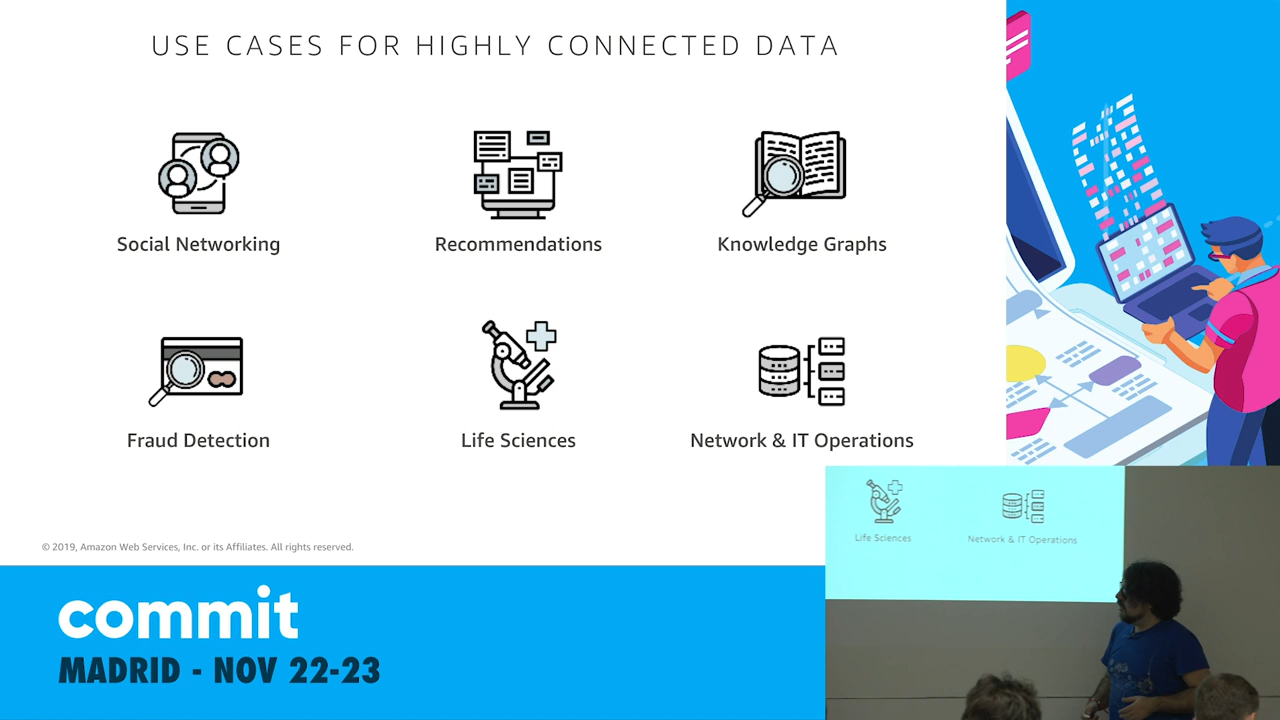 USE CASES FOR HIGHLY CONNECTED DATA
Social Networking
Recommendations
Knowledge Graphs
Fraud Detection
Life Sciences
Network & IT Operations
© 2019, Amazon Web Services, Inc. or its Affiliates. All rights reserved.
commit
MADRID - NOV 22-23
Life Sciences
Network & IT Operations